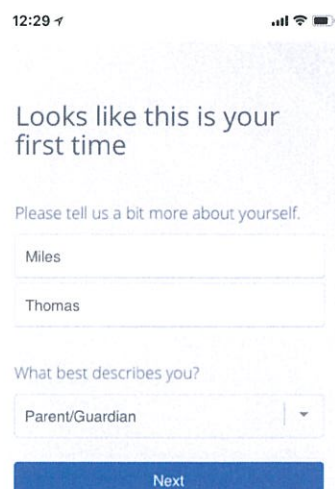 12:29
Looks like this is your
first time
Please tell us a bit more about yourself.
Miles
Thomas
What best describes you?
Parent/Guardian
Next